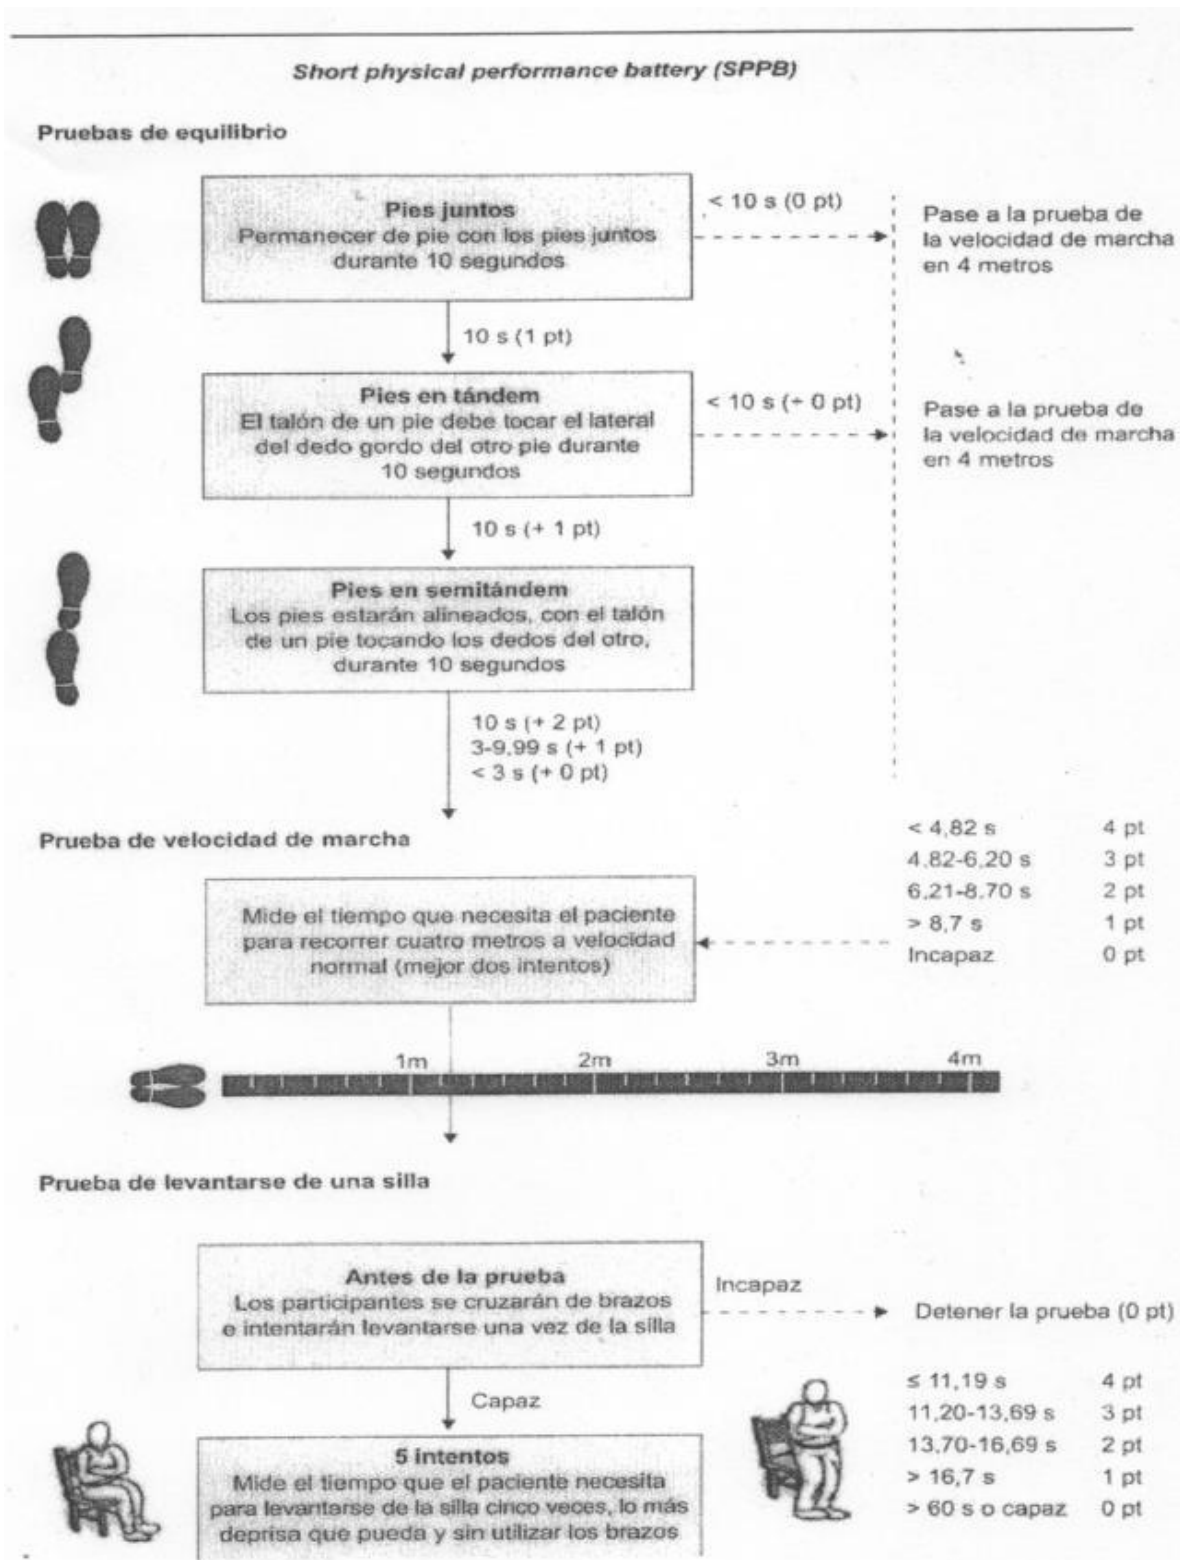 Short physical performance battery (SPPB)
Pruebas de equilibrio
Pies juntos
Permanecer de pie con los pies juntos
durante 10 segundos
< 10 s (0 pt)
Pase a la prueba de
la velocidad de marcha
en 4 metros
10 s (1 pt)
Pies en tándem
El talón de un pie debe tocar el lateral
del dedo gordo del otro pie durante
10 segundos
< 10 s (+ 0 pt)
Pase a la prueba de
la velocidad de marcha
en 4 metros
10 s (+ 1 pt)
Pies en semitándem
Los pies estarán alineados, con el talón
de un pie tocando los dedos del otro,
durante 10 segundos
10 s (+ 2 pt)
3-9,99 s (+ 1 pt)
< 3 s (+ 0 pt)
Prueba de velocidad de marcha
Mide el tiempo que necesita el paciente
para recorrer cuatro metros a velocidad
normal (mejor dos intentos)
< 4,82 s 4 pt
4,82-6,20 s 3 pt
6,21-8,70 s 2 pt
> 8,7 s 1 pt
Incapaz 0 pt
1m 2m 3m 4m
Prueba de levantarse de una silla
Antes de la prueba
Los participantes se cruzarán de brazos
e intentarán levantarse una vez de la silla
Incapaz
Detener la prueba (0 pt)
Capaz
5 intentos
Mide el tiempo que el paciente necesita
para levantarse de la silla cinco veces, lo más
deprisa que pueda y sin utilizar los brazos
≤ 11,19 s 4 pt
11,20-13,69 s 3 pt
13,70-16,69 s 2 pt
> 16,7 s 1 pt
> 60 s o capaz 0 pt